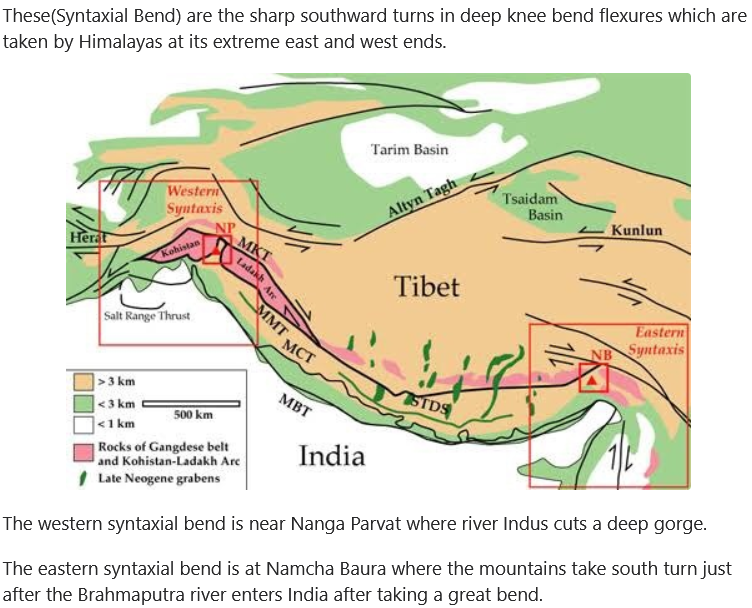 These(Syntaxial Bend) are the sharp southward turns in deep knee bend flexures which are
taken by Himalayas at its extreme east and west ends.
Tarim Basin
Western
Syntaxis
Altyn Tagh
Tsaidam
Basin
Herat
NP
Kunlun
Kohistan
MKT
Ladakh Arc
Tibet
Salt Range Thrust
MMT
MCT
Eastern
Syntaxis
NB
> 3 km
< 3 km
500 km
< 1 km
MBT
STDS
Rocks of Gangdese belt
and Kohistan-Ladakh Arc
Late Neogene grabens
India
The western syntaxial bend is near Nanga Parvat where river Indus cuts a deep gorge.
The eastern syntaxial bend is at Namcha Baura where the mountains take south turn just
after the Brahmaputra river enters India after taking a great bend.